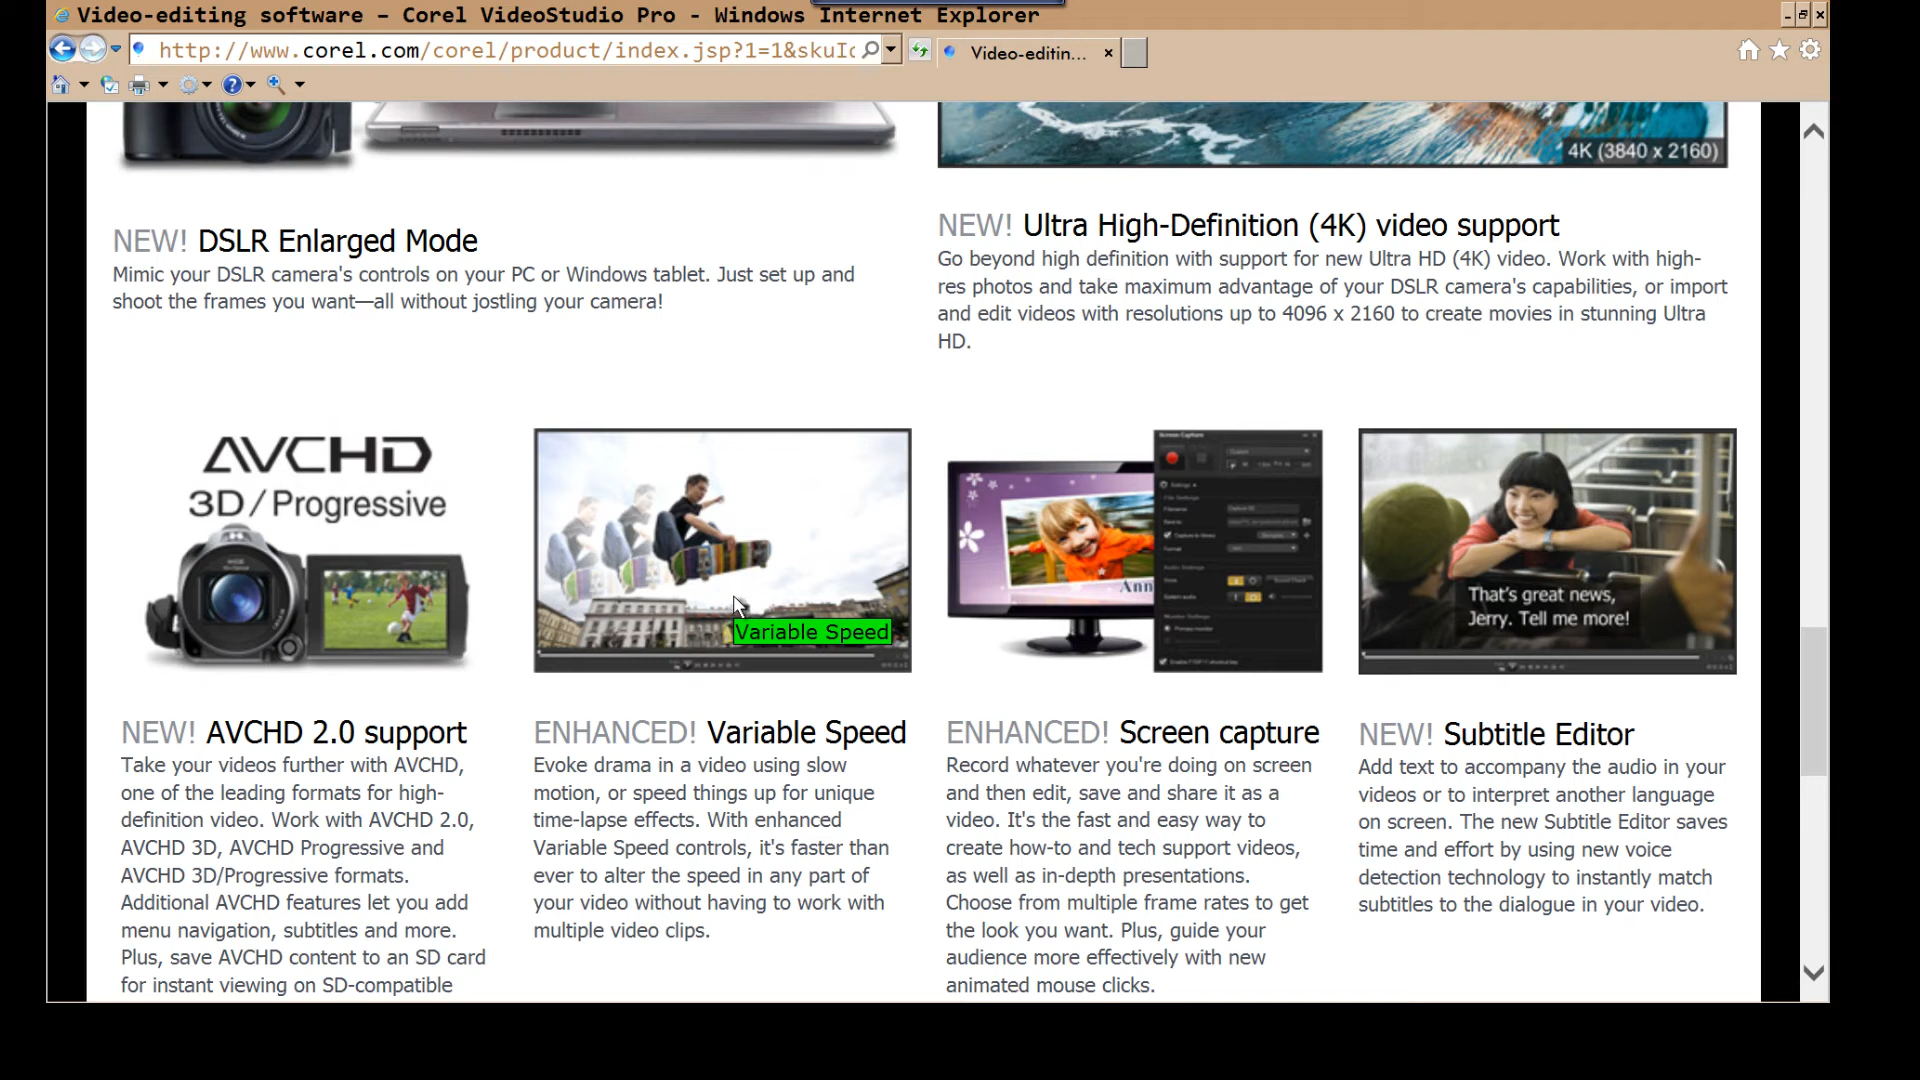 Video-editing software – Corel VideoStudio Pro - Windows Internet Explorer
http://www.corel.com/corel/product/index.jsp?1=1&skuI
Video-editin...
4K (3840 x 2160)
NEW! DSLR Enlarged Mode
Mimic your DSLR camera's controls on your PC or Windows tablet. Just set up and
shoot the frames you want—all without jostling your camera!
NEW! Ultra High-Definition (4K) video support
Go beyond high definition with support for new Ultra HD (4K) video. Work with high-
res photos and take maximum advantage of your DSLR camera's capabilities, or import
and edit videos with resolutions up to 4096 x 2160 to create movies in stunning Ultra
HD.
AVCHD
3D/Progressive
Variable Speed
Screen Capture
Ann
That's great news,
Jerry. Tell me more!
NEW! AVCHD 2.0 support
Take your videos further with AVCHD,
one of the leading formats for high-
definition video. Work with AVCHD 2.0,
AVCHD 3D, AVCHD Progressive and
AVCHD 3D/Progressive formats.
Additional AVCHD features let you add
menu navigation, subtitles and more.
Plus, save AVCHD content to an SD card
for instant viewing on SD-compatible
ENHANCED! Variable Speed
Evoke drama in a video using slow
motion, or speed things up for unique
time-lapse effects. With enhanced
Variable Speed controls, it's faster than
ever to alter the speed in any part of
your video without having to work with
multiple video clips.
ENHANCED! Screen capture
Record whatever you're doing on screen
and then edit, save and share it as a
video. It's the fast and easy way to
create how-to and tech support videos,
as well as in-depth presentations.
Choose from multiple frame rates to get
the look you want. Plus, guide your
audience more effectively with new
animated mouse clicks.
NEW! Subtitle Editor
Add text to accompany the audio in your
videos or to interpret another language
on screen. The new Subtitle Editor saves
time and effort by using new voice
detection technology to instantly match
subtitles to the dialogue in your video.